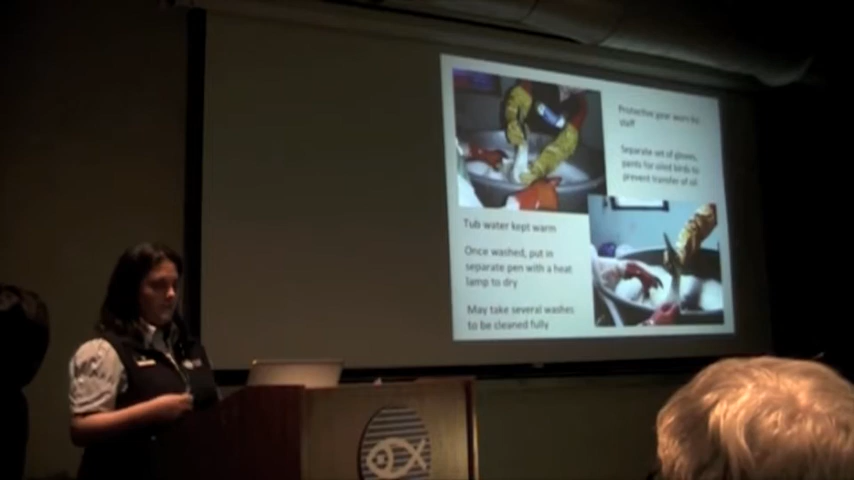 Protective gear worn by
staff
Separate set of gloves,
pants for oiled birds to
prevent transfer of oil
Tub water kept warm
Once washed, put in
separate pen with a heat
lamp to dry
May take several washes
to be cleaned fully